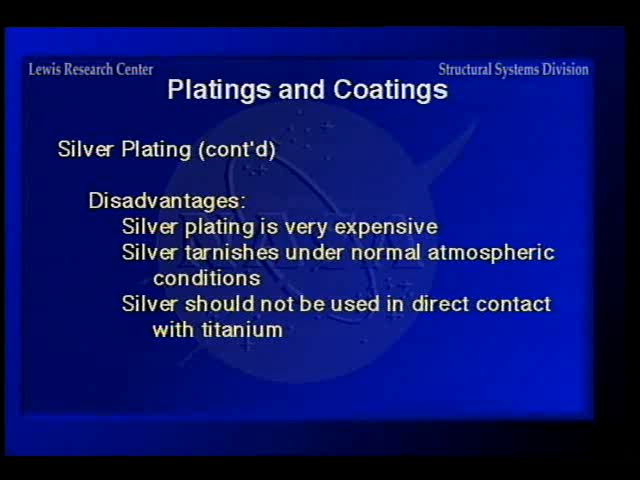 Lewis Research Center
Structural Systems Division
Platings and Coatings
Silver Plating (cont'd)
Disadvantages:
Silver plating is very expensive
Silver tarnishes under normal atmospheric
conditions
Silver should not be used in direct contact
with titanium
NASA